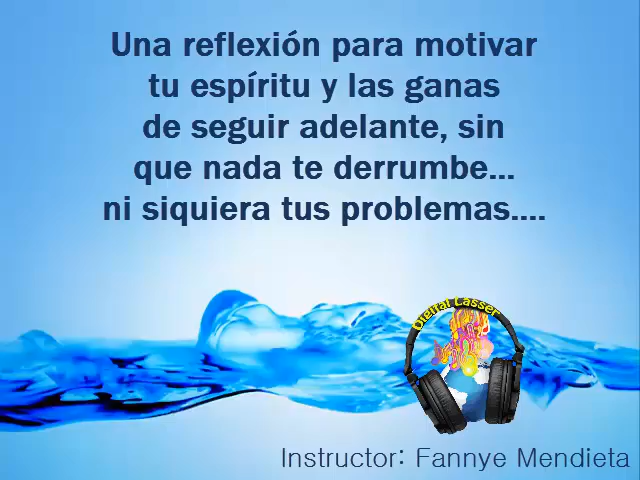 Una reflexión para motivar
tu espíritu y las ganas
de seguir adelante, sin
que nada te derrumbe...
ni siquiera tus problemas....
Digital Casser
Instructor: Fannye Mendieta